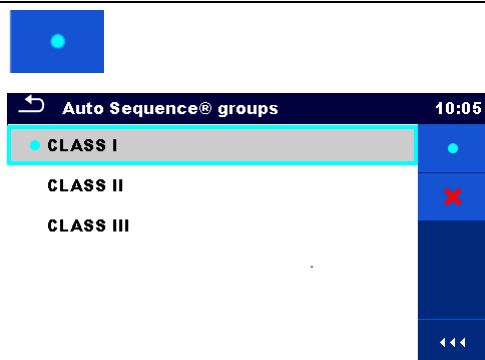 Auto Sequence® groups 10:05
CLASS I
CLASS II
CLASS III